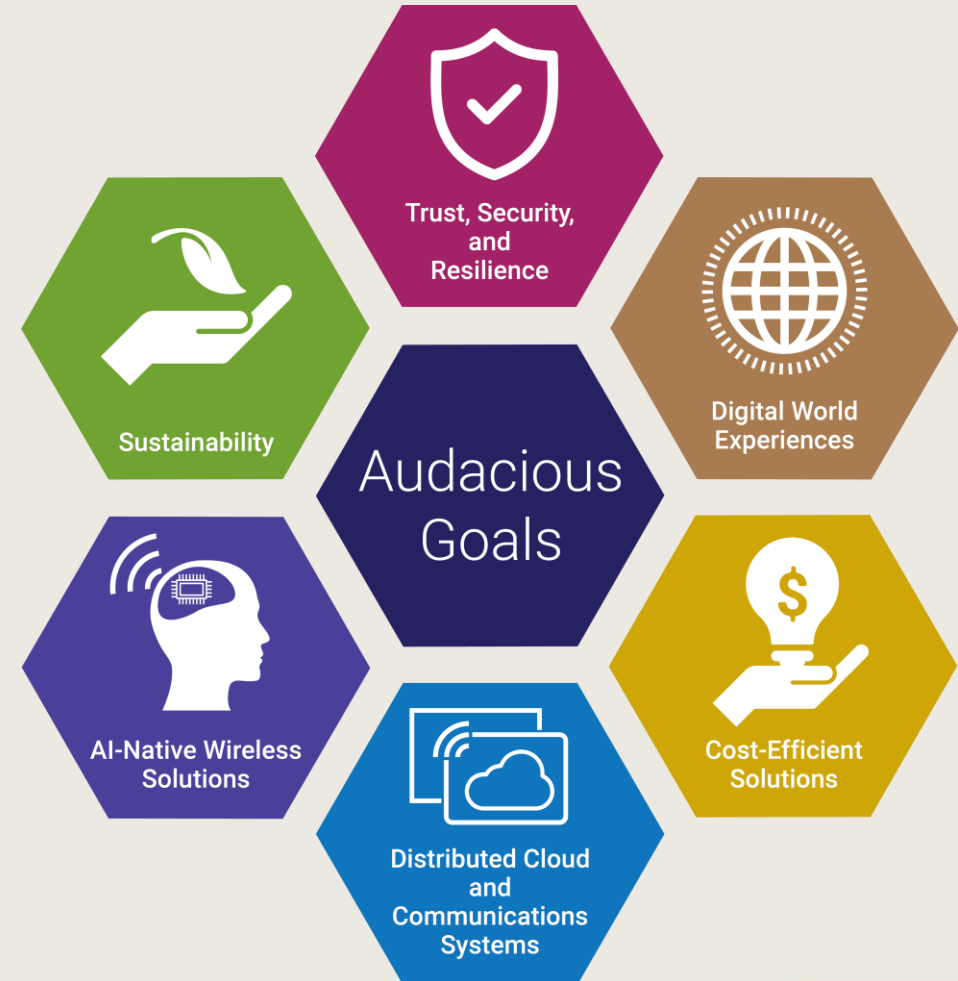 Trust, Security,
and
Resilience
Sustainability
Digital World
Experiences
Audacious
Goals
AI-Native Wireless
Solutions
$
Cost-Efficient
Solutions
Distributed Cloud
and
Communications
Systems